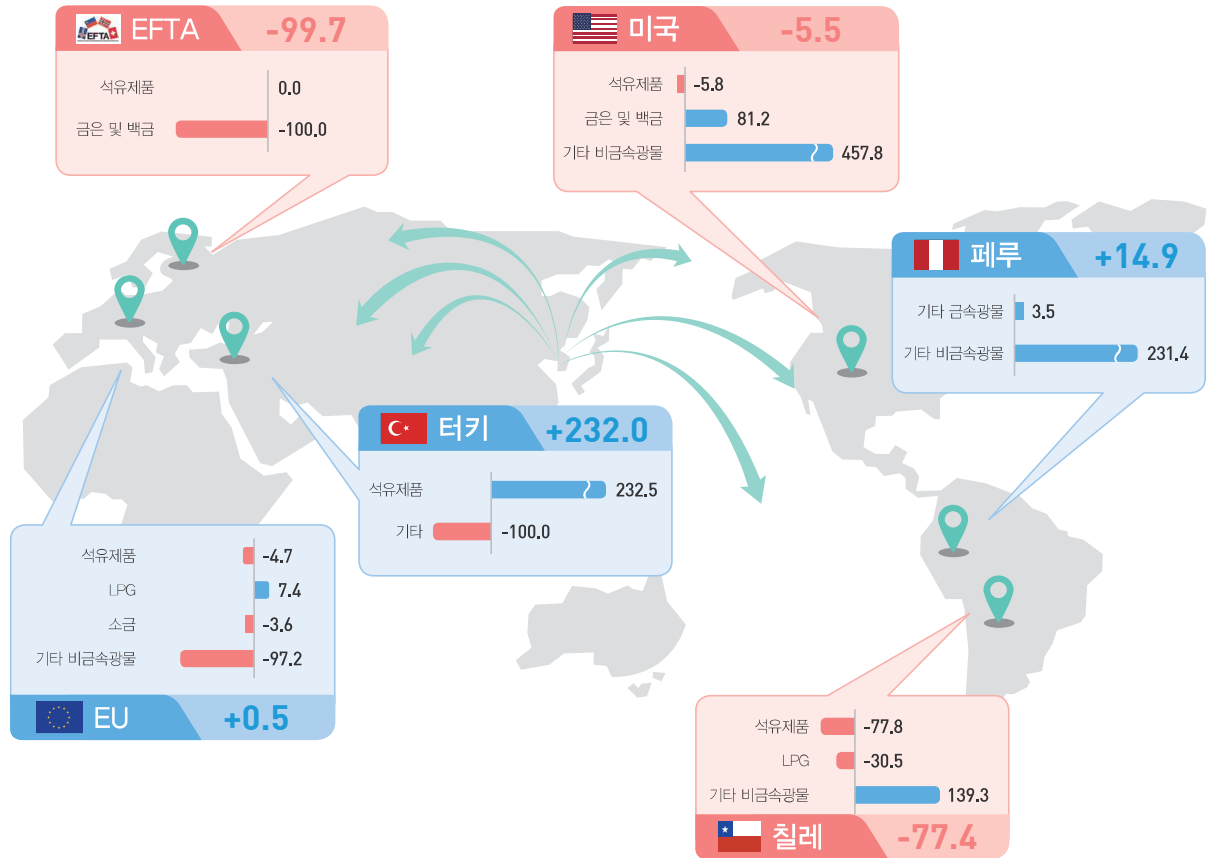 EFTA EFTA -99.7
석유제품 0.0
금은 및 백금 -100.0
미국 -5.5
석유제품 -5.8
금은 및 백금 81.2
기타 비금속광물 457.8
페루 +14.9
기타 금속광물 3.5
기타 비금속광물 231.4
터키 +232.0
석유제품 232.5
기타 -100.0
석유제품 -4.7
LPG 7.4
소금 -3.6
기타 비금속광물 -97.2
EU +0.5
석유제품 -77.8
LPG -30.5
기타 비금속광물 139.3
칠레 -77.4